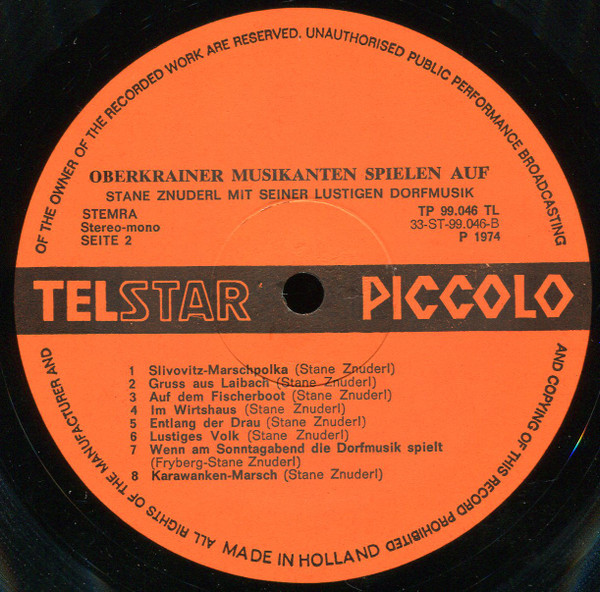 OF THE OWNER OF THE RECORDED WORK ARE RESERVED. UNAUTHORISED PUBLIC PERFORMANCE BROADCASTING
OBERKRAINER MUSIKANTEN SPIELEN AUF
STANE ZNUDERL MIT SEINER LUSTIGEN DORFMUSIK
STEMRA TP 99.046 TL
Stereo-mono 33-ST-99.046-B
SEITE 2 P 1974
TELSTAR PICCOLO
1 Slivovitz-Marschpolka (Stane Znuderl)
2 Gruss aus Laibach (Stane Znuderl)
3 Auf dem Fischerboot (Stane Znuderl)
4 Im Wirtshaus (Stane Znuderl)
5 Entlang der Drau (Stane Znuderl)
6 Lustiges Volk (Stane Znuderl)
7 Wenn am Sonntagabend die Dorfmusik spielt
(Fryberg-Stane Znuderl)
8 Karawanken-Marsch (Stane Znuderl)
AND COPYING OF THIS RECORD PROHIBITED
MADE IN HOLLAND
ALL RIGHTS OF THE MANUFACTURER AND